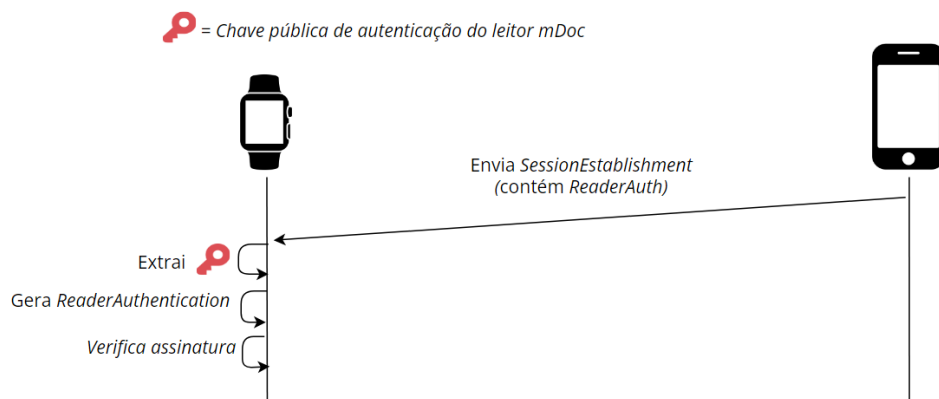 = Chave pública de autenticação do leitor mDoc
Envia SessionEstablishment
(contém ReaderAuth)
Extrai
Gera ReaderAuthentication
Verifica assinatura